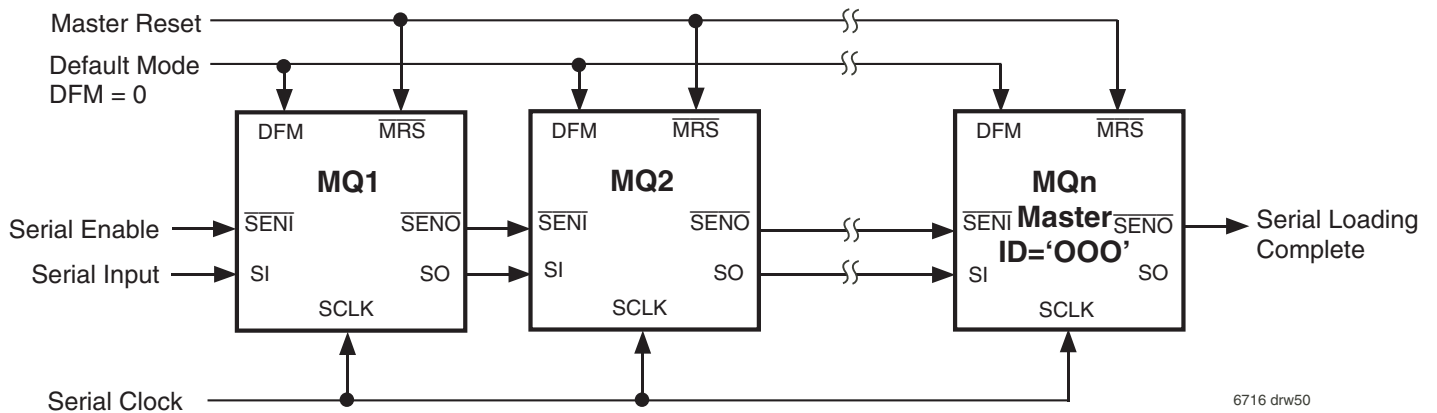 Master Reset
Default Mode
DFM = 0
DFM
MRS
MQ1
SENI
SENO
SI
SO
SCLK
DFM
MRS
MQ2
SENI
SENO
SI
SO
SCLK
DFM
MRS
MQn
Master
ID='OOO'
SENI
SENO
SI
SO
SCLK
Serial Enable
Serial Input
Serial Loading
Complete
Serial Clock
6716 drw50